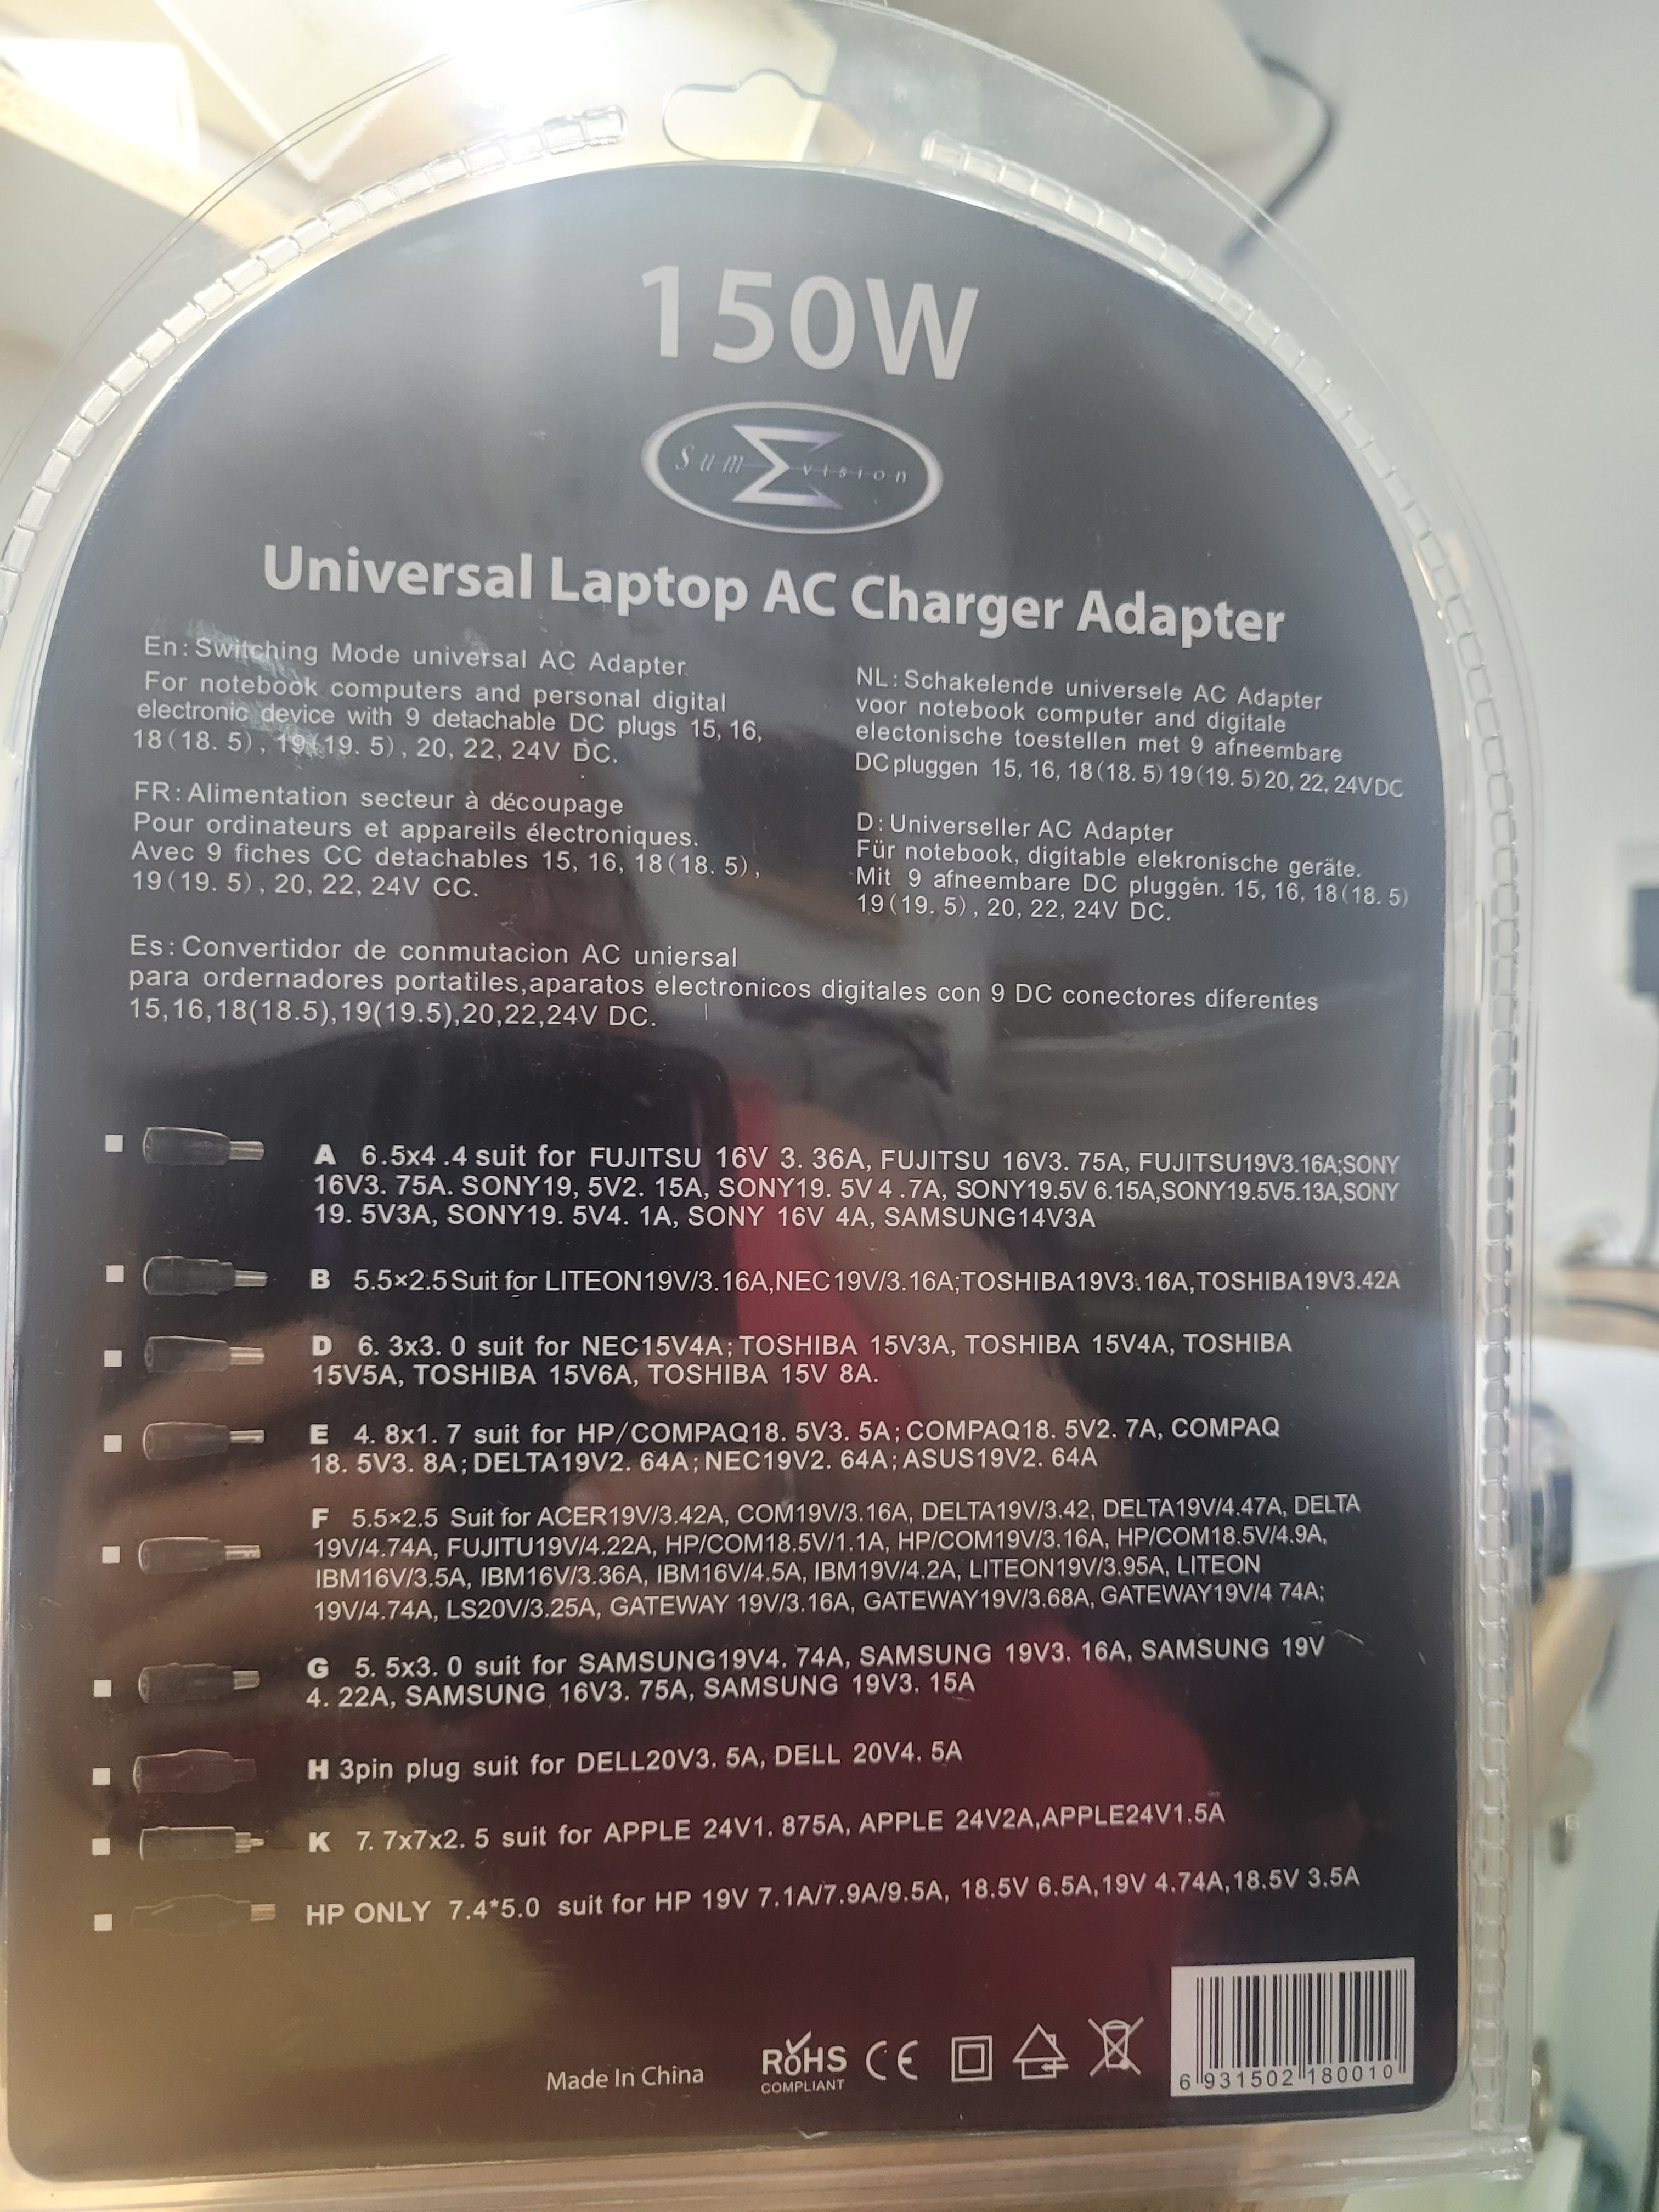 150W
Sum vision
Universal Laptop AC Charger Adapter
En:Switching Mode universal AC Adapter.
For notebook computers and personal digital
electronic device with 9 detachable DC plugs 15, 16,
18(18. 5), 19(19. 5), 20, 22, 24V DC.
FR:Alimentation secteur à découpage
Pour ordinateurs et appareils électroniques.
Avec 9 fiches CC detachables 15, 16, 18(18. 5),
19(19. 5), 20, 22, 24V CC.
NL:Schakelende universele AC Adapter
voor notebook computer and digitale
electonische toestellen met 9 afneembare
DC pluggen 15, 16, 18(18. 5)19(19. 5)20, 22, 24VDC
D:Universeller AC Adapter
Für notebook, digitable elekronische geräte.
Mit 9 afneembare DC pluggen. 15, 16, 18(18. 5)
19(19. 5), 20, 22, 24V DC.
Es:Convertidor de conmutacion AC uniersal
para ordernadores portatiles,aparatos electronicos digitales con 9 DC conectores diferentes
15,16,18(18.5),19(19.5),20,22,24V DC.
A 6.5x4.4 suit for FUJITSU 16V 3. 36A, FUJITSU 16V3. 75A, FUJITSU19V3.16A;SONY
16V3. 75A. SONY19, 5V2. 15A, SONY19. 5V 4 .7A, SONY19.5V 6.15A,SONY19.5V5.13A,SONY
19. 5V3A, SONY19. 5V4. 1A, SONY 16V 4A, SAMSUNG14V3A
B 5.5×2.5 Suit for LITEON19V/3.16A,NEC19V/3.16A;TOSHIBA19V3.16A,TOSHIBA19V3.42A
D 6. 3x3. 0 suit for NEC15V4A; TOSHIBA 15V3A, TOSHIBA 15V4A, TOSHIBA
15V5A, TOSHIBA 15V6A, TOSHIBA 15V 8A.
E 4. 8x1. 7 suit for HP/COMPAQ18. 5V3. 5A; COMPAQ18. 5V2. 7A, COMPAQ
18. 5V3. 8A; DELTA19V2. 64A; NEC19V2. 64A; ASUS19V2. 64A
F 5.5×2.5 Suit for ACER19V/3.42A, COM19V/3.16A, DELTA19V/3.42, DELTA19V/4.47A, DELTA
19V/4.74A, FUJITU19V/4.22A, HP/COM18.5V/1.1A, HP/COM19V/3.16A, HP/COM18.5V/4.9A,
IBM16V/3.5A, IBM16V/3.36A, IBM16V/4.5A, IBM19V/4.2A, LITEON19V/3.95A, LITEON
19V/4.74A, LS20V/3.25A, GATEWAY 19V/3.16A, GATEWAY19V/3.68A, GATEWAY19V/4 74A;
G 5. 5x3. 0 suit for SAMSUNG19V4. 74A, SAMSUNG 19V3. 16A, SAMSUNG 19V
4. 22A, SAMSUNG 16V3. 75A, SAMSUNG 19V3. 15A
H 3pin plug suit for DELL20V3. 5A, DELL 20V4. 5A
K 7. 7x7x2. 5 suit for APPLE 24V1. 875A, APPLE 24V2A,APPLE24V1.5A
HP ONLY 7.4*5.0 suit for HP 19V 7.1A/7.9A/9.5A, 18.5V 6.5A,19V 4.74A,18.5V 3.5A
Made In China
RoHS
COMPLIANT
CE
6 931502 180010